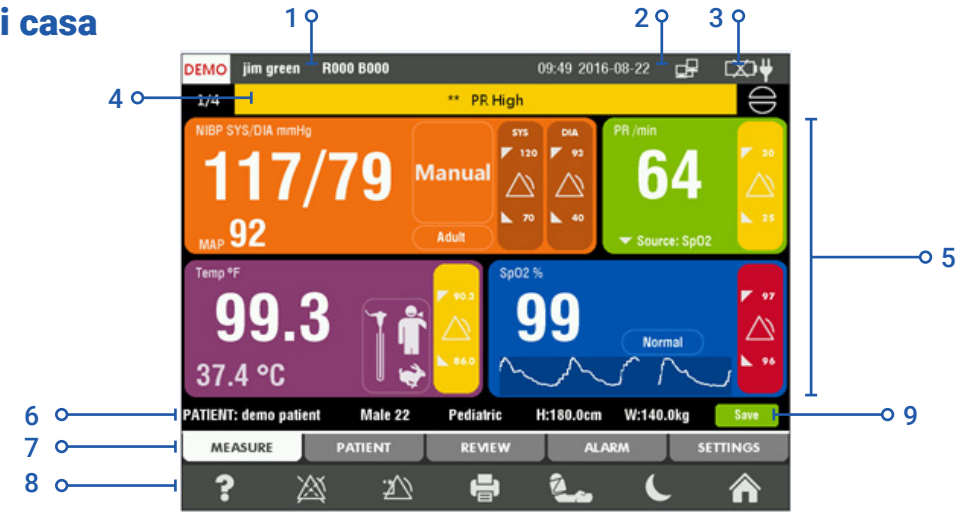 i casa
1 2 3
DEMO jim green R000 B000 09:49 2016-08-22
4
1/4 ** PR High
NIBP SYS/DIA mmHg
117/79
MAP 92
Manual
Adult
SYS DIA
120 93
70 40
PR /min
64
Source: SpO2
30
25
5
Temp °F
99.3
37.4 °C
90.3
86.0
SpO2 %
99
Normal
97
96
6
PATIENT: demo patient Male 22 Pediatric H:180.0cm W:140.0kg Save
9
7
MEASURE PATIENT REVIEW ALARM SETTINGS
8
?